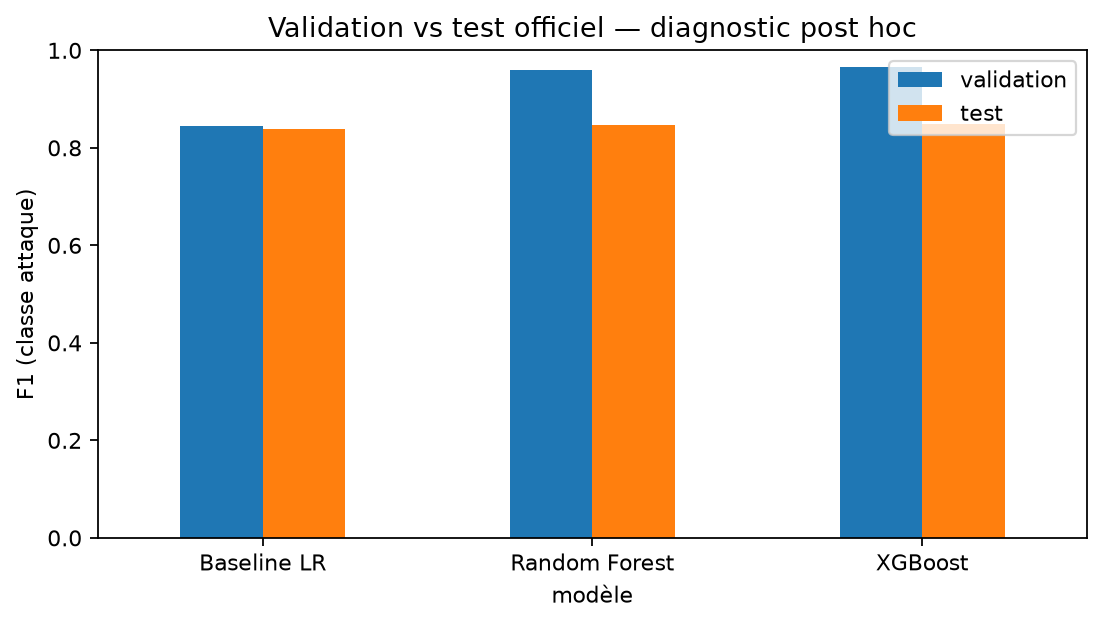 Validation vs test officiel — diagnostic post hoc
validation
test
F1 (classe attaque)
1.0
0.8
0.6
0.4
0.2
0.0
Baseline LR
Random Forest
XGBoost
modèle